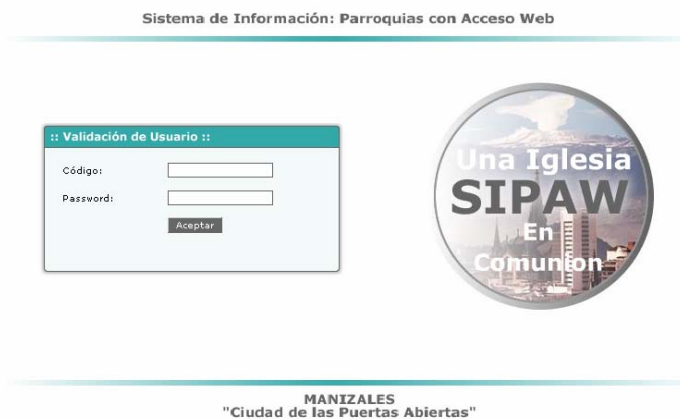 Sistema de Información: Parroquias con Acceso Web
:: Validación de Usuario ::
Código:
Password:
Aceptar
Una Iglesia
SIPAW
En
Comunión
MANIZALES
"Ciudad de las Puertas Abiertas"